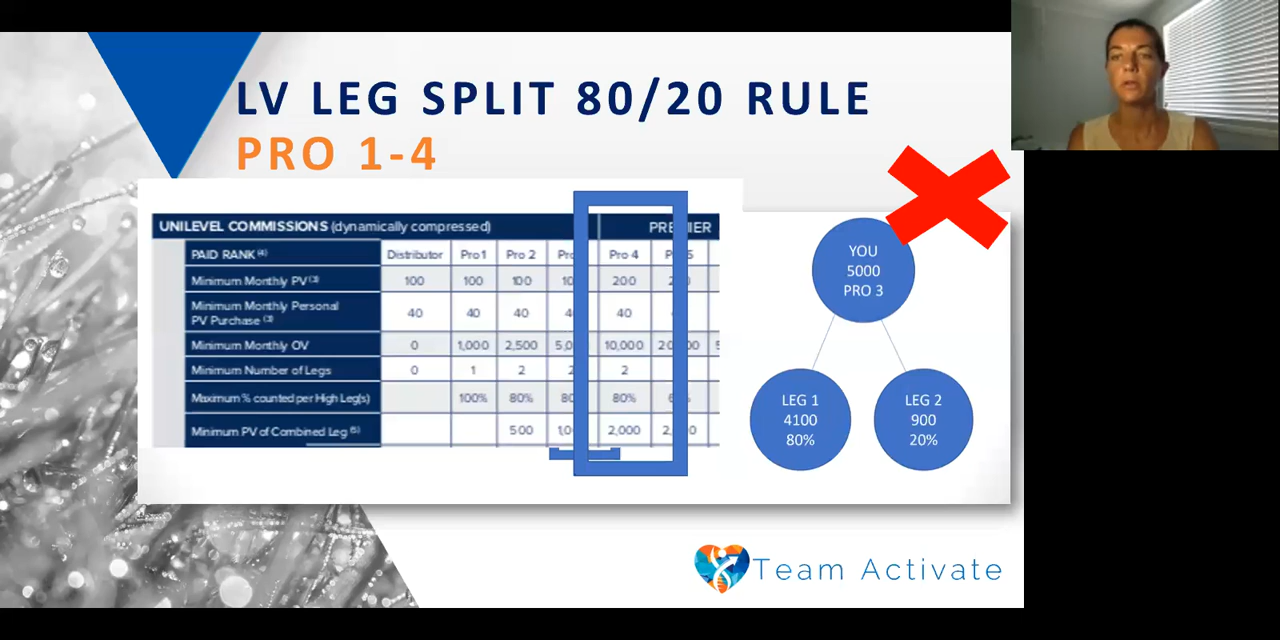 LV LEG SPLIT 80/20 RULE
PRO 1-4
UNILEVEL COMMISSIONS (dynamically compressed)
PAID RANK (4) Distributor Pro 1 Pro 2 Pro 4
Minimum Monthly PV (3) 100 100 100 200
Minimum Monthly Personal
PV Purchase (3) 40 40 40 40
Minimum Monthly OV 0 1,000 2,500 10,000
Minimum Number of Legs 0 1 2 2
Maximum % counted per High Leg(s) 100% 80% 80%
Minimum PV of Combined Leg (5) 500 2,000
YOU
5000
PRO 3
LEG 1
4100
80%
LEG 2
900
20%
Team Activate